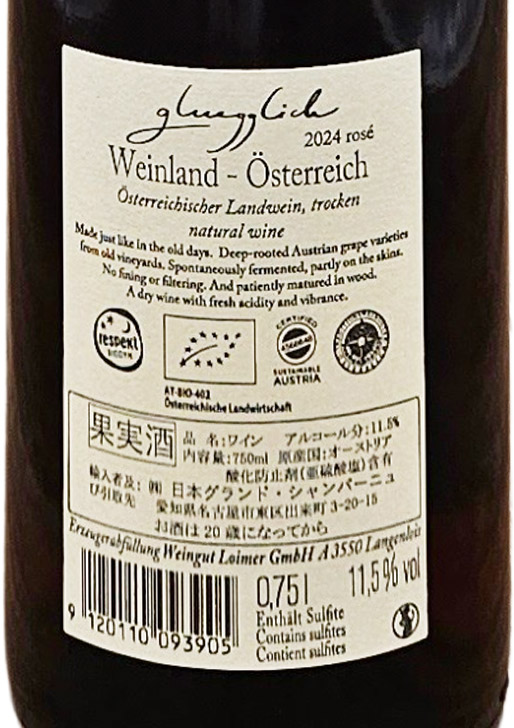 gluegglich
2024 rosé
Weinland - Österreich
Österreichischer Landwein, trocken
natural wine
Made just like in the old days. Deep-rooted Austrian grape varieties
from old vineyards. Spontaneously fermented, partly on the skins.
No fining or filtering. And patiently matured in wood.
A dry wine with fresh acidity and vibrance.
respekt
BIODYN
CERTIFIED
SUSTAINABLE
AUSTRIA
AT-BIO-402
Österreichische Landwirtschaft
果実酒
品 名:ワイン アルコール分:11.5%
内容量:750ml 原産国:オーストリア
酸化防止剤(亜硫酸塩)含有
輸入者及:㈲ 日本グランド・シャンパーニュ
び引取先 愛知県名古屋市東区出来町 3-20-15
お酒は 20 歳になってから
Erzeugerabfüllung Weingut Loimer GmbH A 3550 Langenlois
9 120110 093905
0,75 l 11,5 % vol
Enthält Sulfite
Contains sulfites
Contient sulfites